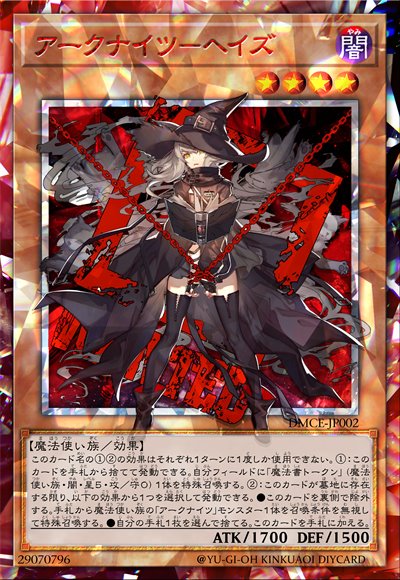 アークナイツーヘイズ
闇
やみ
【魔法使い族／効果】
このカード名の①②の効果はそれぞれ1ターンに1度しか使用できない。①:この
カードを手札から捨てて発動できる。自分フィールドに「魔法書トークン」(魔法
使い族・闇・星5・攻／守0)1体を特殊召喚する。②:このカードが墓地に存在
する限り、以下の効果から1つを選択して発動できる。●このカードを裏側で除外
する。手札から魔法使い族の「アークナイツ」モンスター1体を召喚条件を無視し
て特殊召喚する。●自分の手札1枚を選んで捨てる。このカードを手札に加える。
DMCE-JP002
ATK/1700 DEF/1500
29070796
@YU-GI-OH KINKUAOI DIYCARD